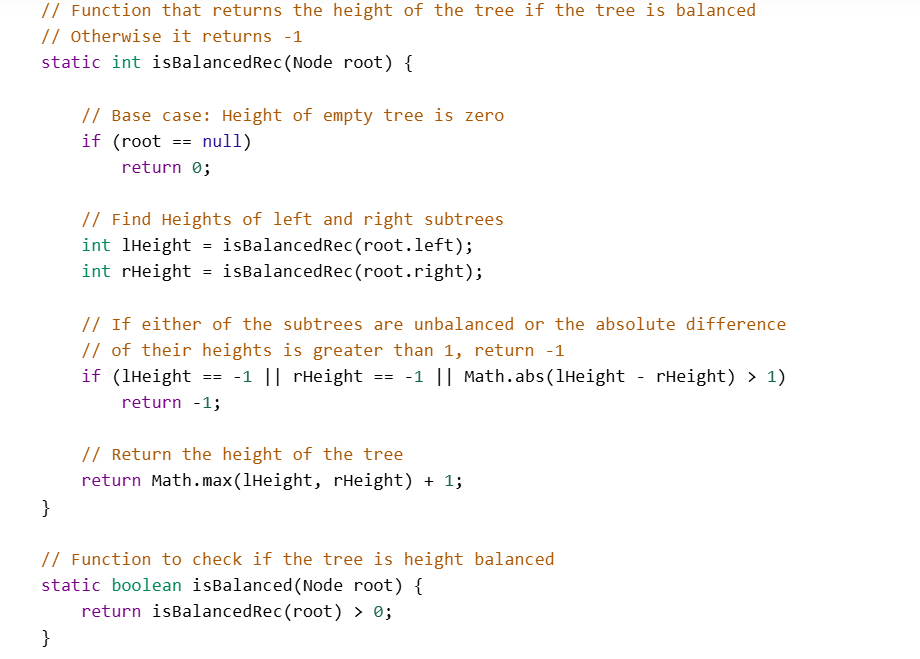 // Function that returns the height of the tree if the tree is balanced
// Otherwise it returns -1
static int isBalancedRec(Node root) {
// Base case: Height of empty tree is zero
if (root == null)
return 0;
// Find Heights of left and right subtrees
int lHeight = isBalancedRec(root.left);
int rHeight = isBalancedRec(root.right);
// If either of the subtrees are unbalanced or the absolute difference
// of their heights is greater than 1, return -1
if (lHeight == -1 || rHeight == -1 || Math.abs(lHeight - rHeight) > 1)
return -1;
// Return the height of the tree
return Math.max(lHeight, rHeight) + 1;
}
// Function to check if the tree is height balanced
static boolean isBalanced(Node root) {
return isBalancedRec(root) > 0;
}